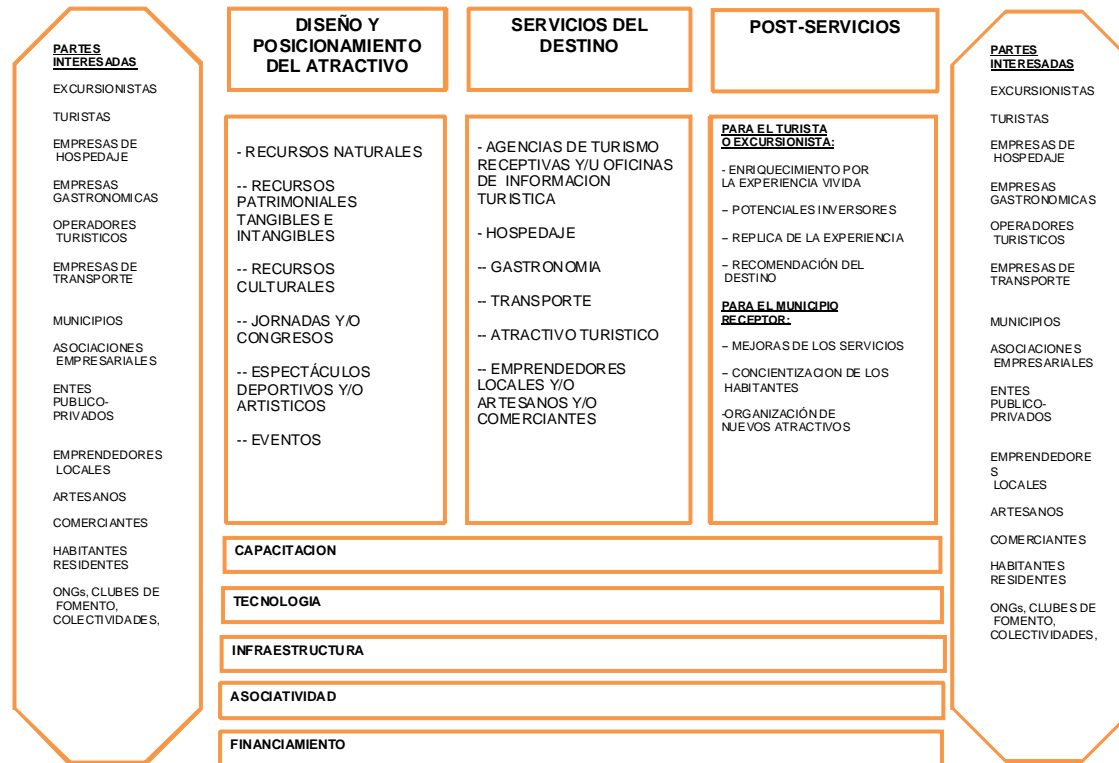 PARTES
INTERESADAS
EXCURSIONISTAS
TURISTAS
EMPRESAS DE
HOSPEDAJE
EMPRESAS
GASTRONOMICAS
OPERADORES
TURISTICOS
EMPRESAS DE
TRANSPORTE
MUNICIPIOS
ASOCIACIONES
EMPRESARIALES
ENTES
PUBLICO-
PRIVADOS
EMPRENDEDORES
LOCALES
ARTESANOS
COMERCIANTES
HABITANTES
RESIDENTES
ONGs, CLUBES DE
FOMENTO,
COLECTIVIDADES,
DISEÑO Y
POSICIONAMIENTO
DEL ATRACTIVO
- RECURSOS NATURALES
-- RECURSOS
PATRIMONIALES
TANGIBLES E
INTANGIBLES
-- RECURSOS
CULTURALES
-- JORNADAS Y/O
CONGRESOS
-- ESPECTÁCULOS
DEPORTIVOS Y/O
ARTISTICOS
-- EVENTOS
SERVICIOS DEL
DESTINO
- AGENCIAS DE TURISMO
RECEPTIVAS Y/U OFICINAS
DE INFORMACION
TURISTICA
- HOSPEDAJE
-- GASTRONOMIA
-- TRANSPORTE
-- ATRACTIVO TURISTICO
-- EMPRENDEDORES
LOCALES Y/O
ARTESANOS Y/O
COMERCIANTES
POST-SERVICIOS
PARA EL TURISTA
O EXCURSIONISTA:
- ENRIQUECIMIENTO POR
LA EXPERIENCIA VIVIDA
– POTENCIALES INVERSORES
– REPLICA DE LA EXPERIENCIA
– RECOMENDACIÓN DEL
DESTINO
PARA EL MUNICIPIO
RECEPTOR:
– MEJORAS DE LOS SERVICIOS
– CONCIENTIZACION DE LOS
HABITANTES
-ORGANIZACIÓN DE
NUEVOS ATRACTIVOS
CAPACITACION
TECNOLOGIA
INFRAESTRUCTURA
ASOCIATIVIDAD
FINANCIAMIENTO
PARTES
INTERESADAS
EXCURSIONISTAS
TURISTAS
EMPRESAS DE
HOSPEDAJE
EMPRESAS
GASTRONOMICAS
OPERADORES
TURISTICOS
EMPRESAS DE
TRANSPORTE
MUNICIPIOS
ASOCIACIONES
EMPRESARIALES
ENTES
PUBLICO-
PRIVADOS
EMPRENDEDORE
S
LOCALES
ARTESANOS
COMERCIANTES
HABITANTES
RESIDENTES
ONGs, CLUBES DE
FOMENTO,
COLECTIVIDADES,